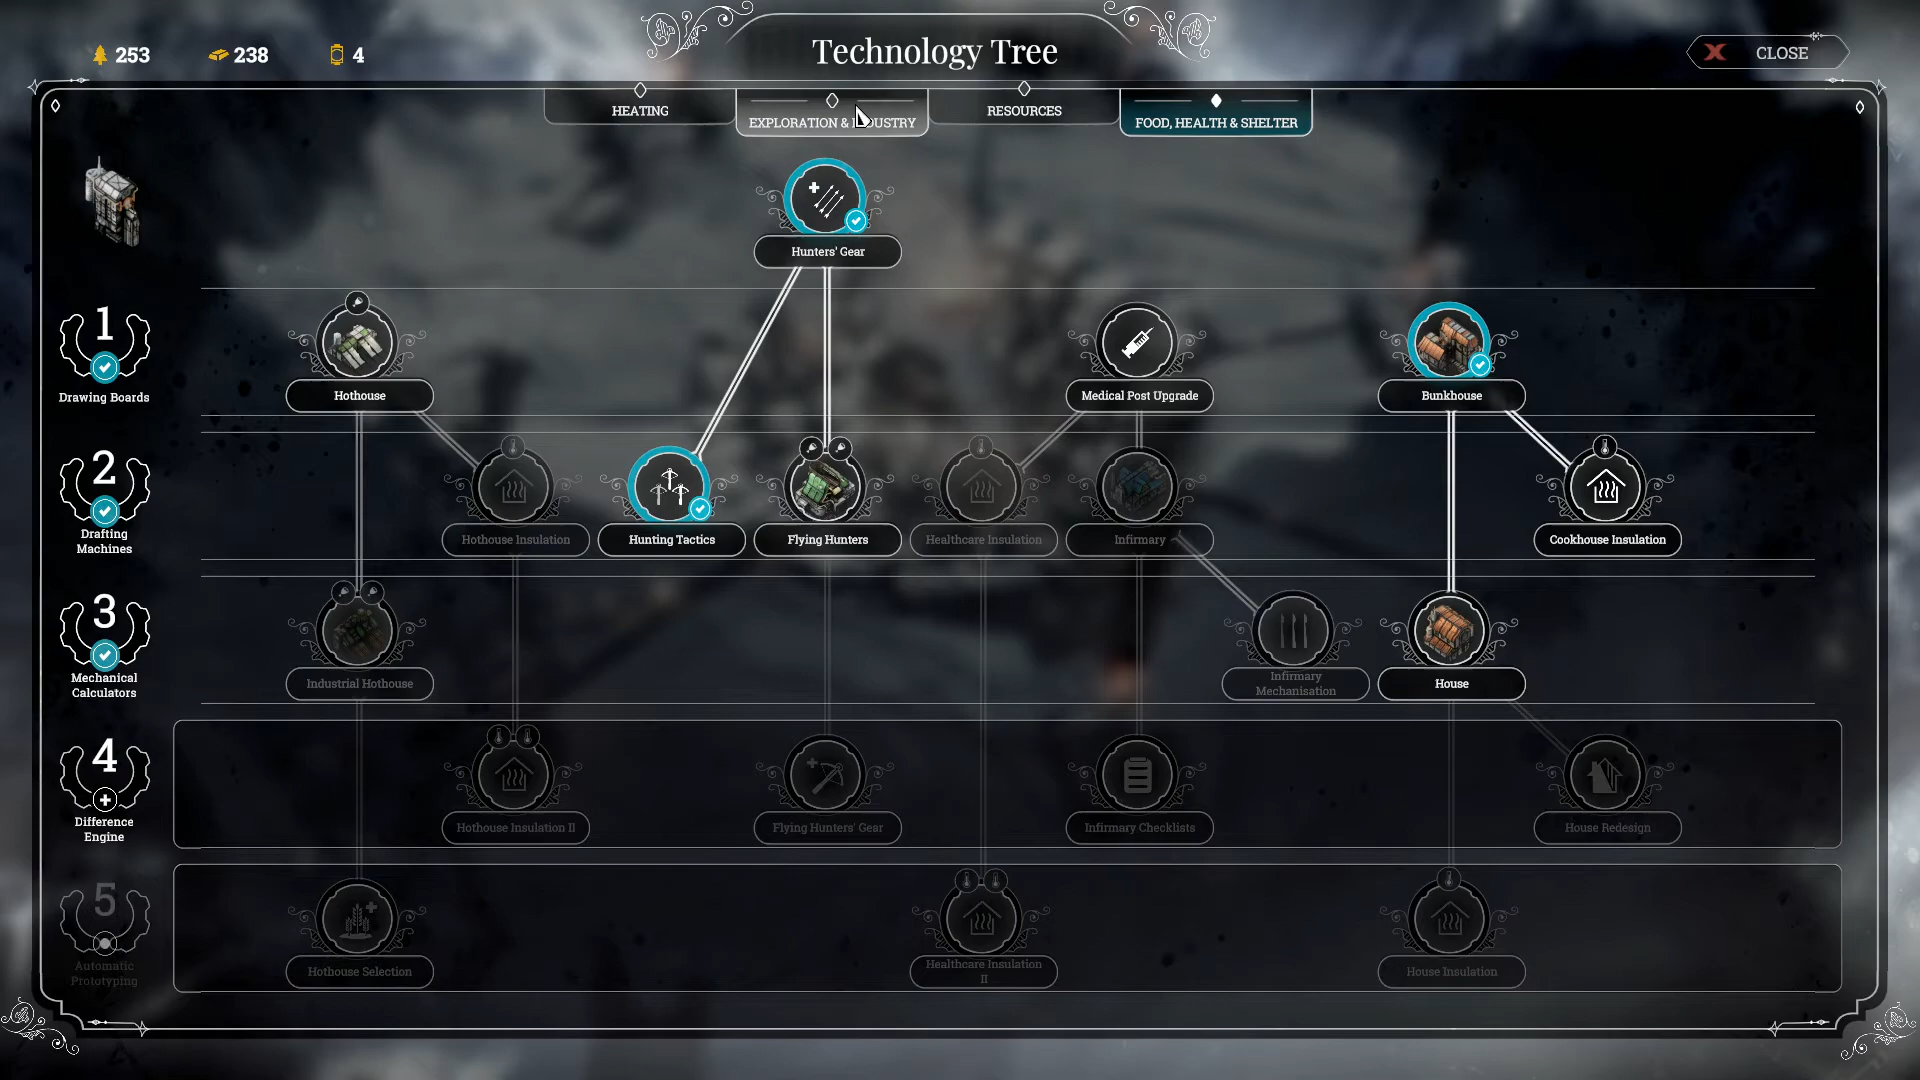 Technology Tree
253
238
4
CLOSE
HEATING
EXPLORATION & INDUSTRY
RESOURCES
FOOD, HEALTH & SHELTER
Hunters' Gear
1
Drawing Boards
Hothouse
Medical Post Upgrade
Bunkhouse
2
Drafting
Machines
Hothouse Insulation
Hunting Tactics
Flying Hunters
Healthcare Insulation
Infirmary
Cookhouse Insulation
3
Mechanical
Calculators
Industrial Hothouse
Infirmary
Mechanisation
House
4
Difference
Engine
Hothouse Insulation II
Flying Hunters' Gear
Infirmary Checklists
House Redesign
5
Automatic
Prototyping
Hothouse Selection
Healthcare Insulation
II
House Insulation